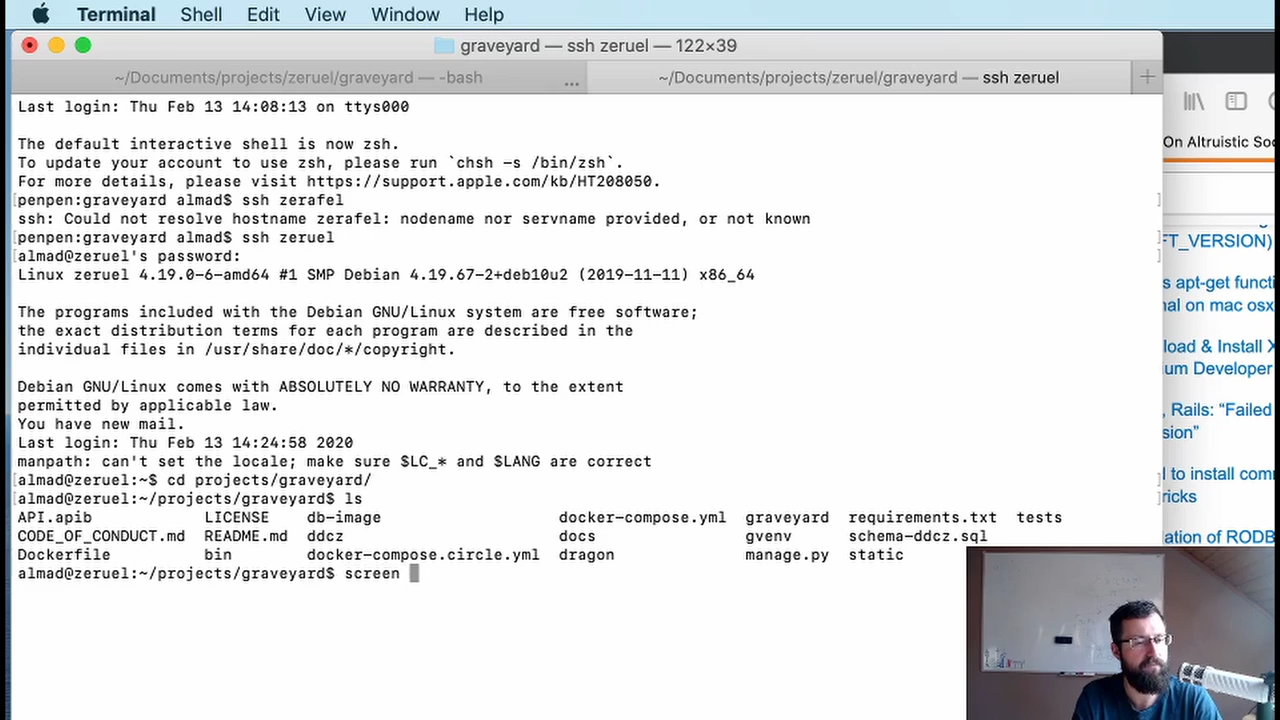 Terminal Shell Edit View Window Help
graveyard — ssh zeruel — 122×39
~/Documents/projects/zeruel/graveyard — -bash ... ~/Documents/projects/zeruel/graveyard — ssh zeruel +
Last login: Thu Feb 13 14:08:13 on ttys000
The default interactive shell is now zsh.
To update your account to use zsh, please run `chsh -s /bin/zsh`.
For more details, please visit https://support.apple.com/kb/HT208050.
[penpen:graveyard almad$ ssh zerafel ]
ssh: Could not resolve hostname zerafel: nodename nor servname provided, or not known
[penpen:graveyard almad$ ssh zeruel ]
[almad@zeruel's password: ]
Linux zeruel 4.19.0-6-amd64 #1 SMP Debian 4.19.67-2+deb10u2 (2019-11-11) x86_64
The programs included with the Debian GNU/Linux system are free software;
the exact distribution terms for each program are described in the
individual files in /usr/share/doc/*/copyright.
Debian GNU/Linux comes with ABSOLUTELY NO WARRANTY, to the extent
permitted by applicable law.
You have new mail.
Last login: Thu Feb 13 14:24:58 2020
manpath: can't set the locale; make sure $LC_* and $LANG are correct
[almad@zeruel:~$ cd projects/graveyard/ ]
[almad@zeruel:~/projects/graveyard$ ls ]
API.apib LICENSE db-image docker-compose.yml graveyard requirements.txt tests
CODE_OF_CONDUCT.md README.md ddcz docs gvenv schema-ddcz.sql
Dockerfile bin docker-compose.circle.yml dragon manage.py static
almad@zeruel:~/projects/graveyard$ screen
On Altruistic Soc
FT_VERSION)
s apt-get functi
nal on mac osx
load & Install X
um Developer
, Rails: “Failed
sion”
l to install com
ricks
lation of RODB